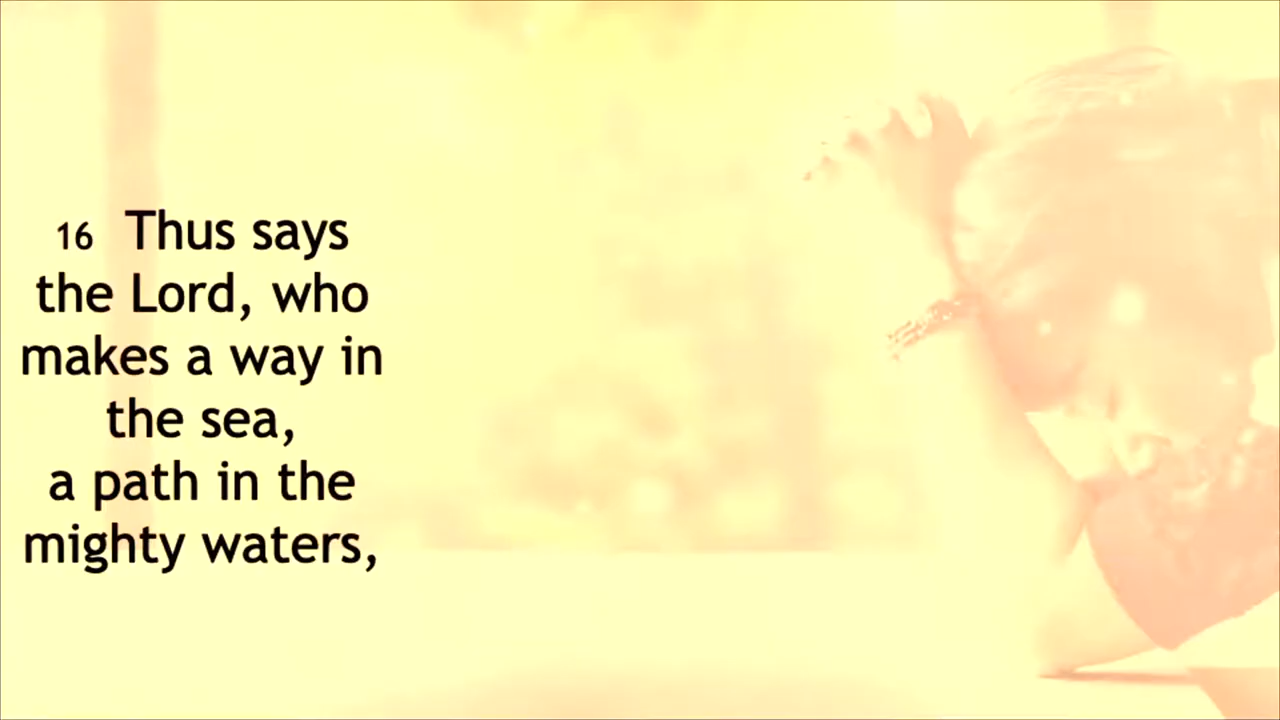 16 Thus says
the Lord, who
makes a way in
the sea,
a path in the
mighty waters,